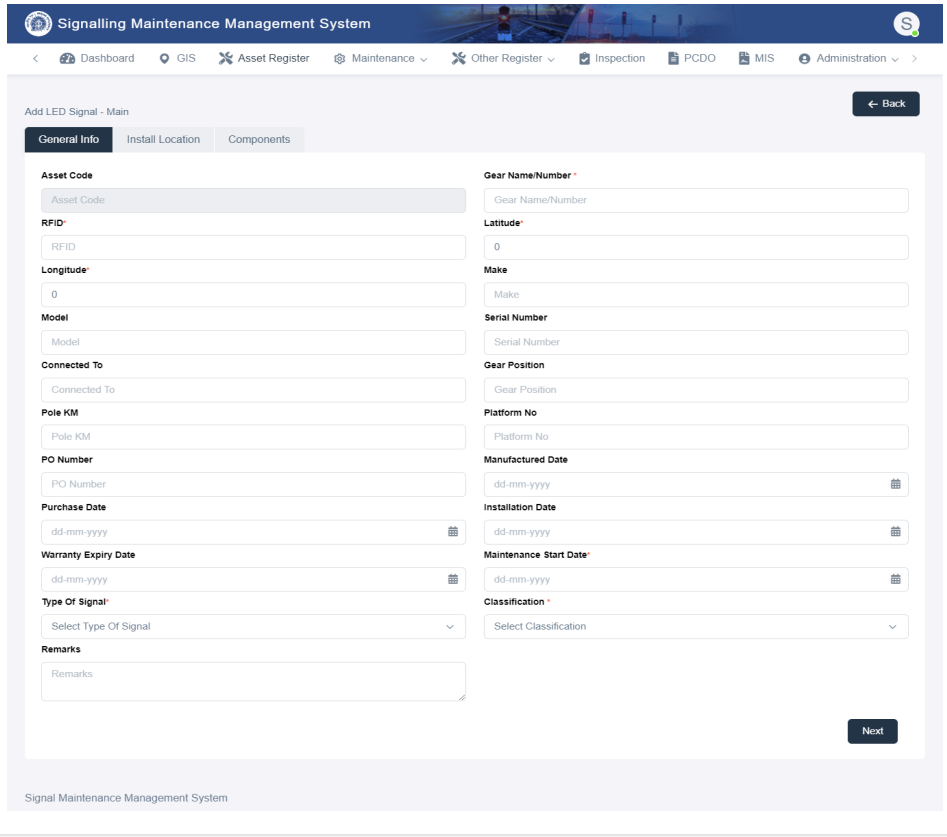 Signalling Maintenance Management System
S
Dashboard GIS Asset Register Maintenance Other Register Inspection PCDO MIS Administration
← Back
Add LED Signal - Main
General Info Install Location Components
Asset Code Gear Name/Number *
Asset Code Gear Name/Number
RFID* Latitude*
RFID 0
Longitude* Make
0 Make
Model Serial Number
Model Serial Number
Connected To Gear Position
Connected To Gear Position
Pole KM Platform No
Pole KM Platform No
PO Number Manufactured Date
PO Number dd-mm-yyyy
Purchase Date Installation Date
dd-mm-yyyy dd-mm-yyyy
Warranty Expiry Date Maintenance Start Date*
dd-mm-yyyy dd-mm-yyyy
Type Of Signal* Classification *
Select Type Of Signal Select Classification
Remarks
Remarks
Next
Signal Maintenance Management System